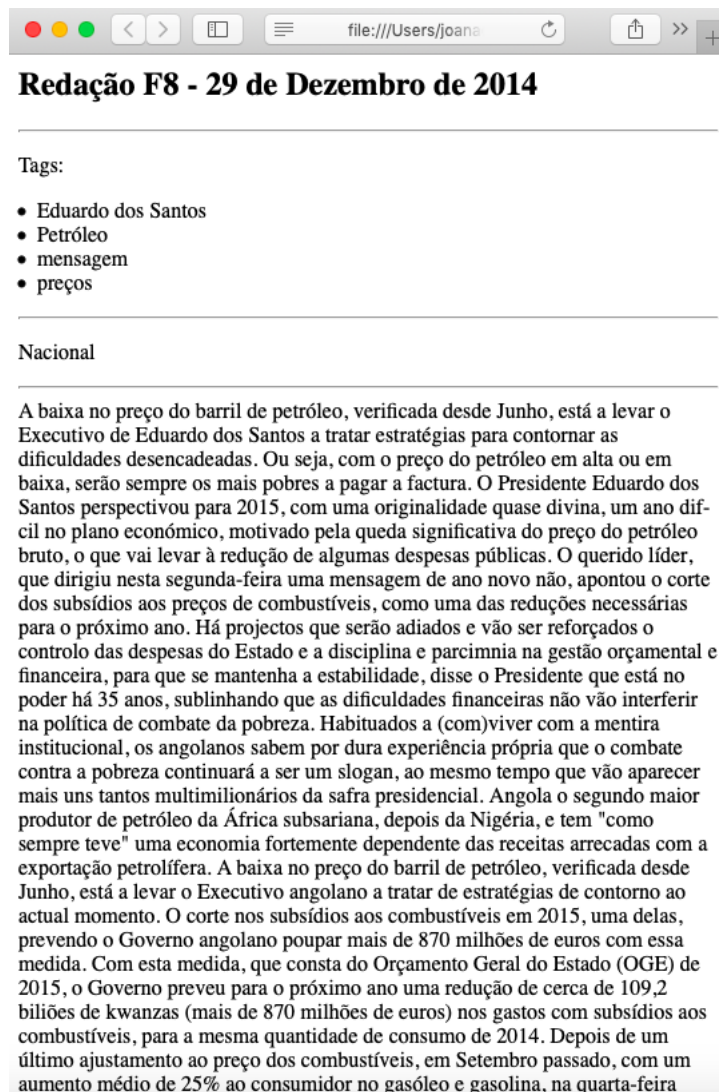 file:///Users/joana
Redação F8 - 29 de Dezembro de 2014
Tags:
• Eduardo dos Santos
• Petróleo
• mensagem
• preços
Nacional
A baixa no preço do barril de petróleo, verificada desde Junho, está a levar o
Executivo de Eduardo dos Santos a tratar estratégias para contornar as
dificuldades desencadeadas. Ou seja, com o preço do petróleo em alta ou em
baixa, serão sempre os mais pobres a pagar a factura. O Presidente Eduardo dos
Santos perspectivou para 2015, com uma originalidade quase divina, um ano dif-
cil no plano económico, motivado pela queda significativa do preço do petróleo
bruto, o que vai levar à redução de algumas despesas públicas. O querido líder,
que dirigiu nesta segunda-feira uma mensagem de ano novo não, apontou o corte
dos subsídios aos preços de combustíveis, como uma das reduções necessárias
para o próximo ano. Há projectos que serão adiados e vão ser reforçados o
controlo das despesas do Estado e a disciplina e parcimnia na gestão orçamental e
financeira, para que se mantenha a estabilidade, disse o Presidente que está no
poder há 35 anos, sublinhando que as dificuldades financeiras não vão interferir
na política de combate da pobreza. Habituados a (com)viver com a mentira
institucional, os angolanos sabem por dura experiência própria que o combate
contra a pobreza continuará a ser um slogan, ao mesmo tempo que vão aparecer
mais uns tantos multimilionários da safra presidencial. Angola o segundo maior
produtor de petróleo da África subsariana, depois da Nigéria, e tem "como
sempre teve" uma economia fortemente dependente das receitas arrecadas com a
exportação petrolífera. A baixa no preço do barril de petróleo, verificada desde
Junho, está a levar o Executivo angolano a tratar de estratégias de contorno ao
actual momento. O corte nos subsídios aos combustíveis em 2015, uma delas,
prevendo o Governo angolano poupar mais de 870 milhões de euros com essa
medida. Com esta medida, que consta do Orçamento Geral do Estado (OGE) de
2015, o Governo preveu para o próximo ano uma redução de cerca de 109,2
biliões de kwanzas (mais de 870 milhões de euros) nos gastos com subsídios aos
combustíveis, para a mesma quantidade de consumo de 2014. Depois de um
último ajustamento ao preço dos combustíveis, em Setembro passado, com um
aumento médio de 25% ao consumidor no gasóleo e gasolina, na quarta-feira